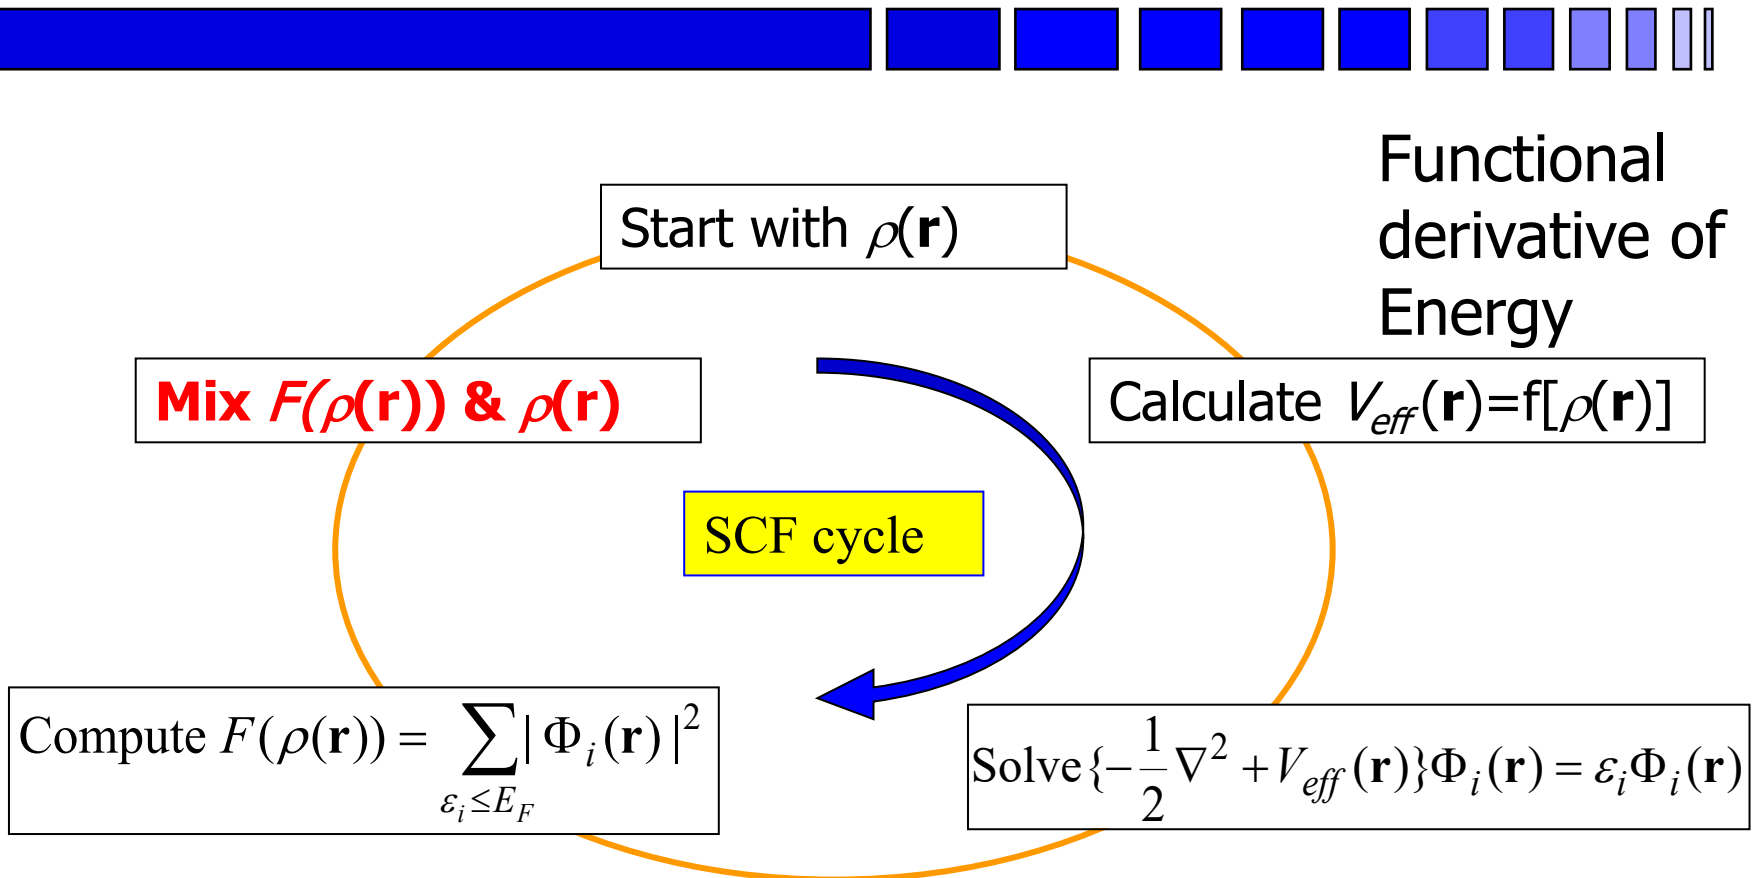 Functional
derivative of
Energy
Start with ρ(r)
Mix F(ρ(r)) & ρ(r)
Calculate V_eff(r)=f[ρ(r)]
SCF cycle
Compute F(ρ(r)) = ∑_{ε_i≤E_F} | Φ_i(r) |²
Solve{−1/2 ∇² + V_eff(r)}Φ_i(r) = ε_iΦ_i(r)